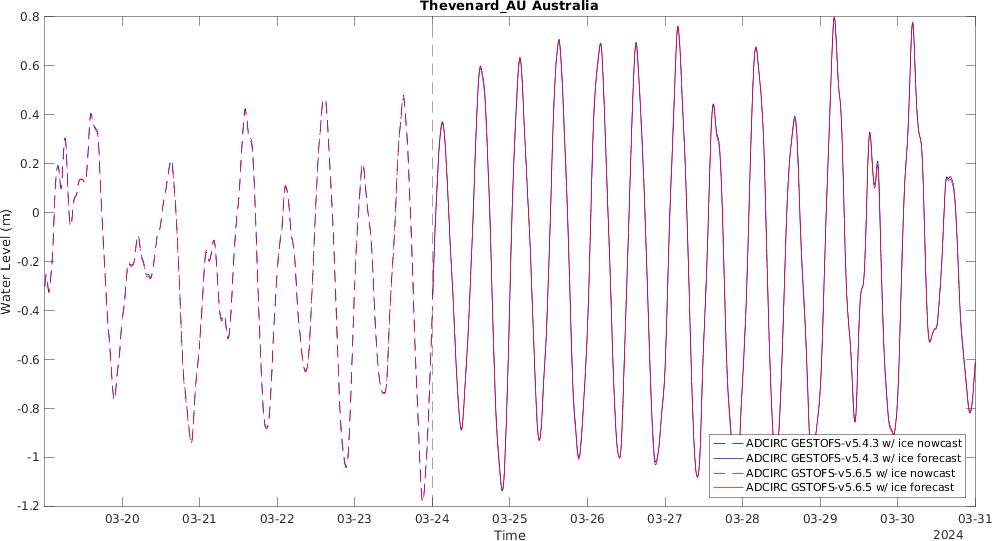 Thevenard_AU Australia
0.8
0.6
0.4
0.2
0
-0.2
-0.4
-0.6
-0.8
-1
-1.2
Water Level (m)
03-20 03-21 03-22 03-23 03-24 03-25 03-26 03-27 03-28 03-29 03-30 03-31
Time
2024
ADCIRC GESTOFS-v5.4.3 w/ ice nowcast
ADCIRC GESTOFS-v5.4.3 w/ ice forecast
ADCIRC GSTOFS-v5.6.5 w/ ice nowcast
ADCIRC GSTOFS-v5.6.5 w/ ice forecast